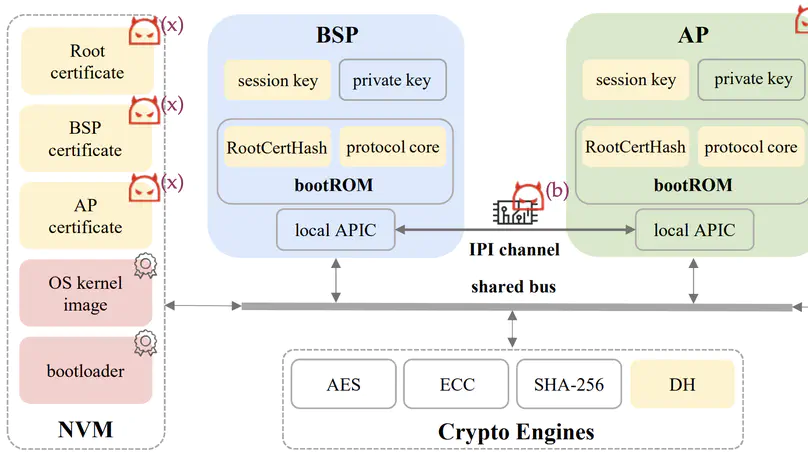 Root
certificate
(x)
BSP
certificate
(x)
AP
certificate
(x)
OS kernel
image
bootloader
NVM
BSP
session key
private key
RootCertHash
protocol core
bootROM
local APIC
(b)
IPI channel
shared bus
AP
session key
private key
RootCertHash
protocol core
bootROM
local APIC
AES
ECC
SHA-256
DH
Crypto Engines